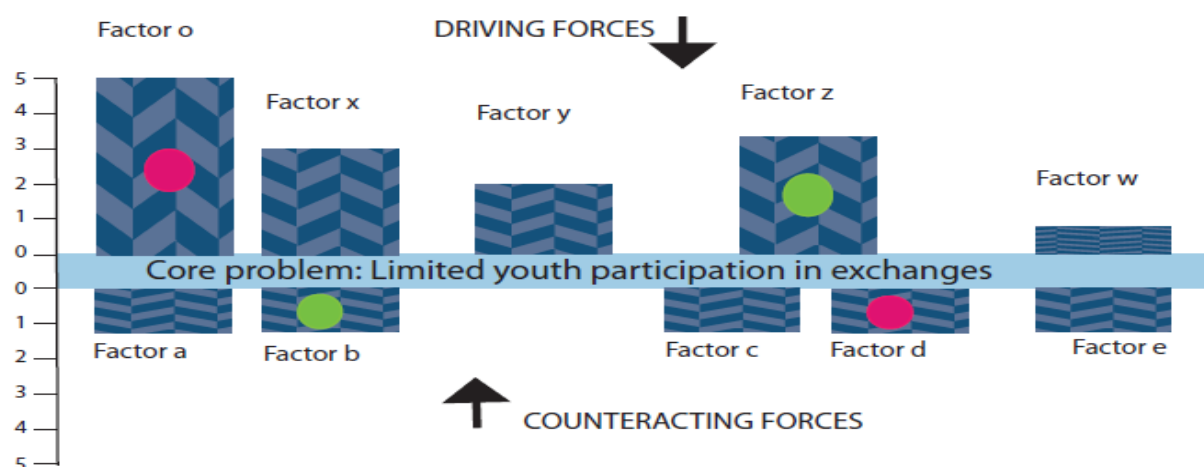 Factor o
DRIVING FORCES
Factor x
Factor y
Factor z
Factor w
5
4
3
2
1
0
Core problem: Limited youth participation in exchanges
0
1
2
3
4
5
Factor a
Factor b
Factor c
Factor d
Factor e
COUNTERACTING FORCES